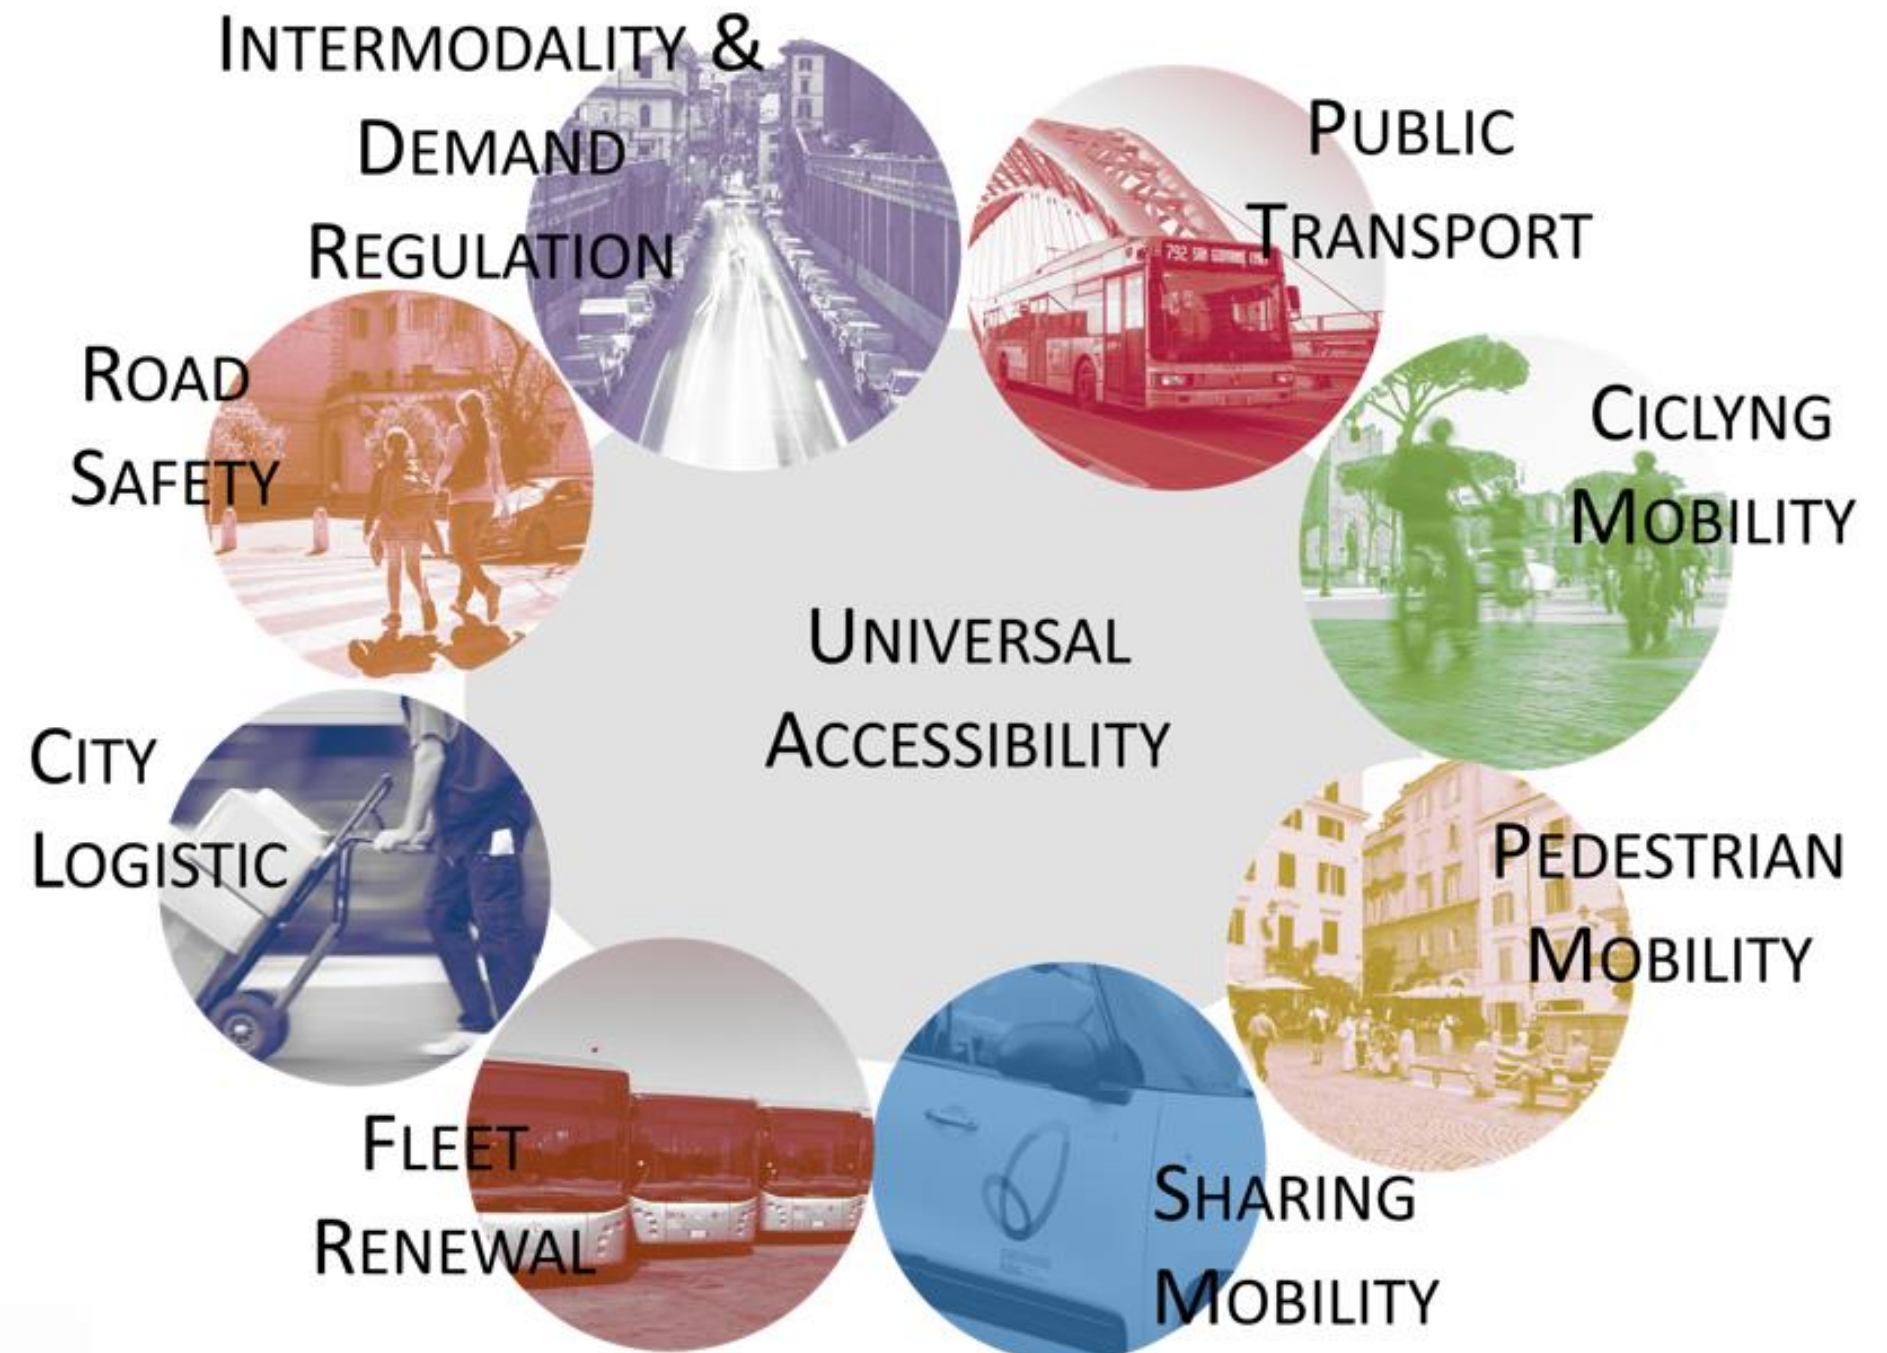 INTERMODALITY &
DEMAND
REGULATION
PUBLIC
TRANSPORT
ROAD
SAFETY
CICLYNG
MOBILITY
UNIVERSAL
ACCESSIBILITY
CITY
LOGISTIC
PEDESTRIAN
MOBILITY
FLEET
RENEWAL
SHARING
MOBILITY
792